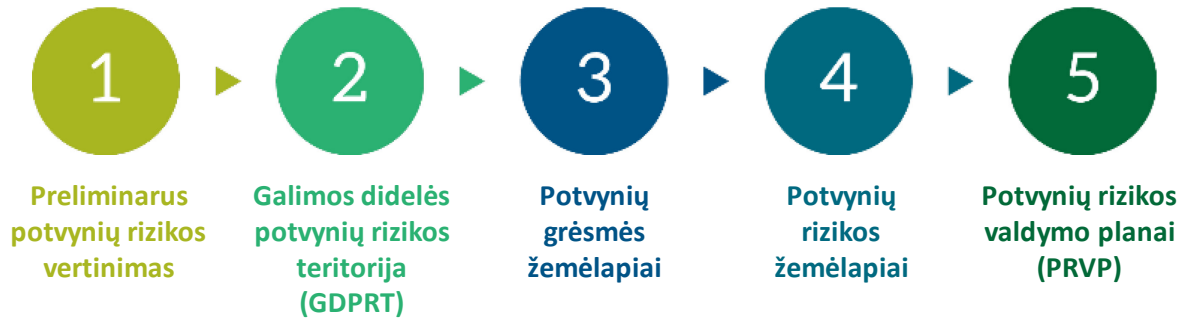 1
2
3
4
5
Preliminarus
potvynių rizikos
vertinimas
Galimos didelės
potvynių rizikos
teritorija
(GDPRT)
Potvynių
grėsmės
žemėlapiai
Potvynių
rizikos
žemėlapiai
Potvynių rizikos
valdymo planai
(PRVP)